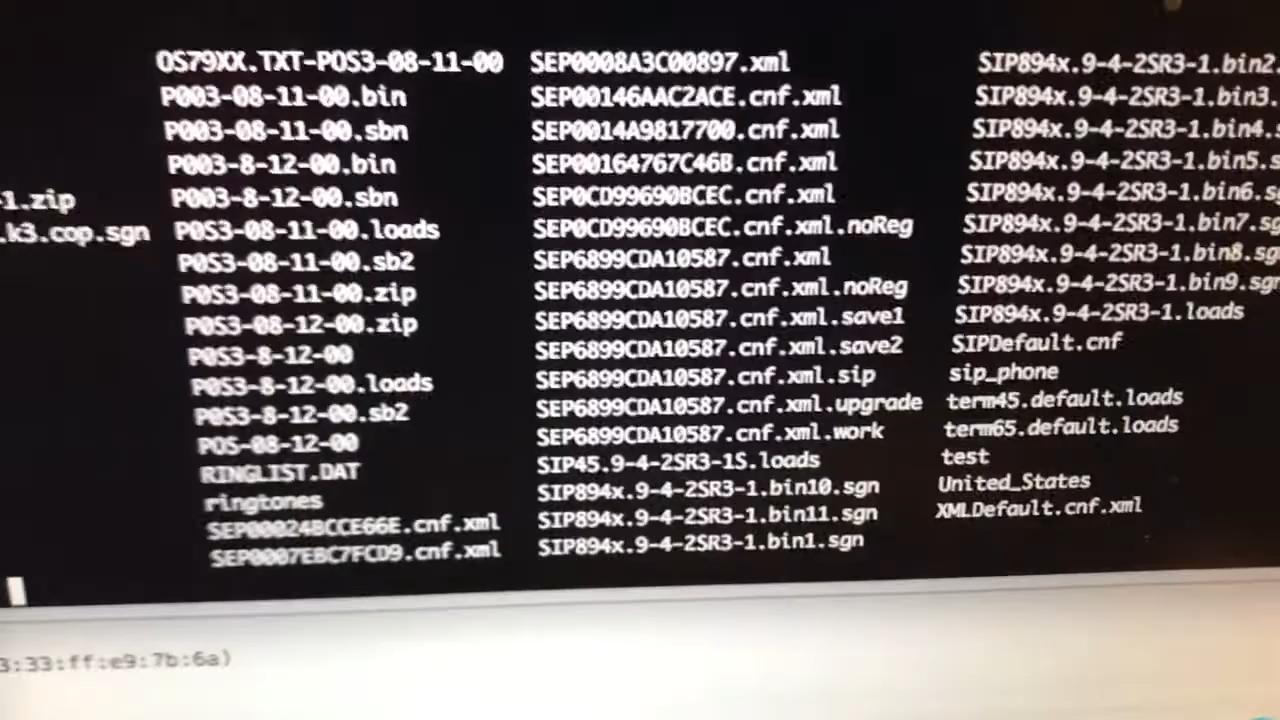 OS79XX.TXT-POS3-08-11-00 SEP0008A3C00897.xml SIP894x.9-4-2SR3-1.bin2.
P003-08-11-00.bin SEP00146AAC2ACE.cnf.xml SIP894x.9-4-2SR3-1.bin3.
P003-08-11-00.sbn SEP0014A9817700.cnf.xml SIP894x.9-4-2SR3-1.bin4.
P003-8-12-00.bin SEP00164767C46B.cnf.xml SIP894x.9-4-2SR3-1.bin5.s
-1.zip P003-8-12-00.sbn SEP0CD99690BCEC.cnf.xml SIP894x.9-4-2SR3-1.bin6.sg
.k3.cop.sgn P0S3-08-11-00.loads SEP0CD99690BCEC.cnf.xml.noReg SIP894x.9-4-2SR3-1.bin7.sg
P0S3-08-11-00.sb2 SEP6899CDA10587.cnf.xml SIP894x.9-4-2SR3-1.bin8.sg
P0S3-08-11-00.zip SEP6899CDA10587.cnf.xml.noReg SIP894x.9-4-2SR3-1.bin9.sgn
P0S3-08-12-00.zip SEP6899CDA10587.cnf.xml.save1 SIP894x.9-4-2SR3-1.loads
P0S3-8-12-00 SEP6899CDA10587.cnf.xml.save2 SIPDefault.cnf
P0S3-8-12-00.loads SEP6899CDA10587.cnf.xml.sip sip_phone
P0S3-8-12-00.sb2 SEP6899CDA10587.cnf.xml.upgrade term45.default.loads
POS-08-12-00 SEP6899CDA10587.cnf.xml.work term65.default.loads
RINGLIST.DAT SIP45.9-4-2SR3-1S.loads test
ringtones SIP894x.9-4-2SR3-1.bin10.sgn United_States
SEP00024BCCE66E.cnf.xml SIP894x.9-4-2SR3-1.bin11.sgn XMLDefault.cnf.xml
SEP0007EBC7FCD9.cnf.xml SIP894x.9-4-2SR3-1.bin1.sgn
3:33:ff:e9:7b:6a)